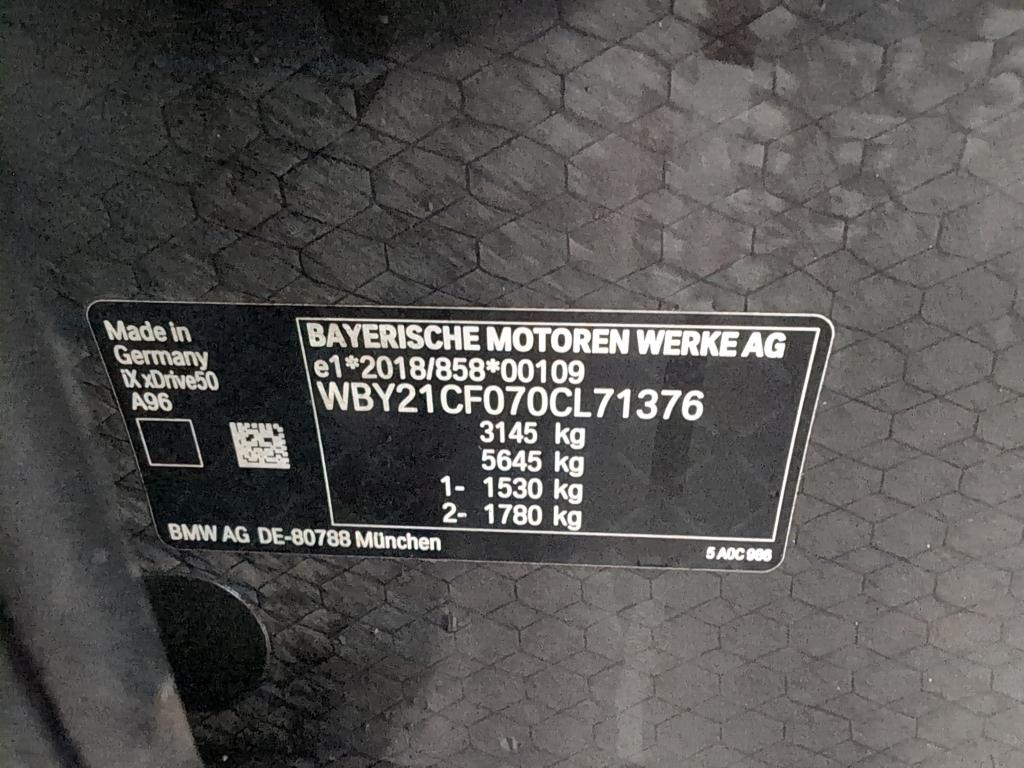 Made in
Germany
iX xDrive50
A96
BAYERISCHE MOTOREN WERKE AG
e1*2018/858*00109
WBY21CF070CL71376
3145 kg
5645 kg
1- 1530 kg
2- 1780 kg
BMW AG DE-80788 München
5 A0C 986